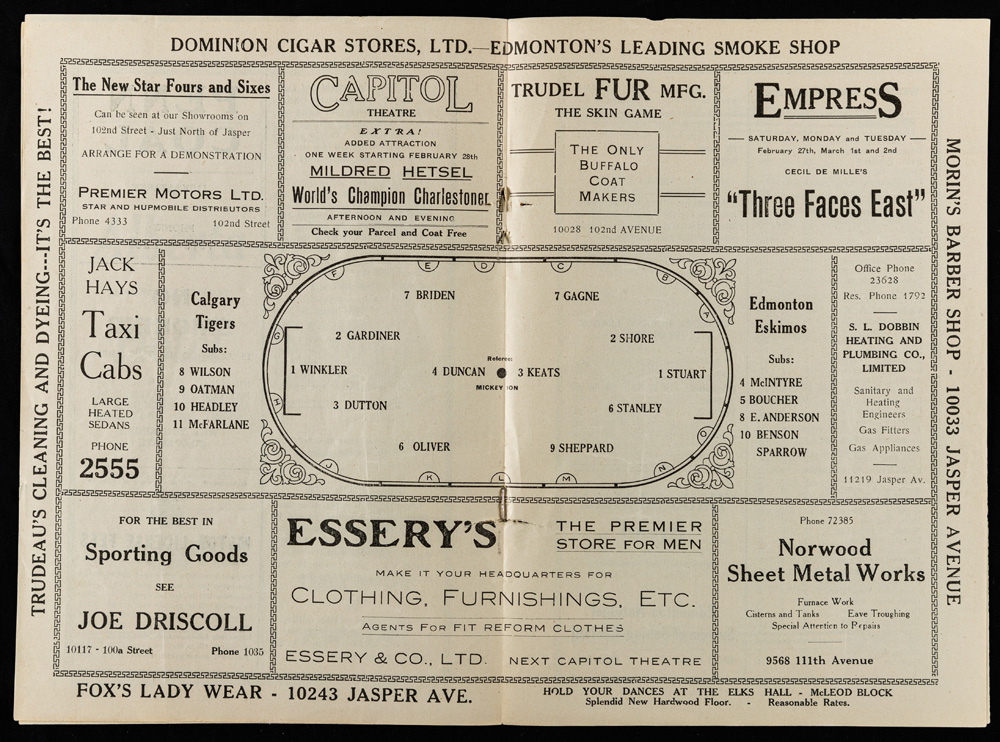 DOMINION CIGAR STORES, LTD.—EDMONTON'S LEADING SMOKE SHOP
TRUDEAU'S CLEANING AND DYEING---IT'S THE BEST!
The New Star Fours and Sixes
Can be seen at our Showrooms on
102nd Street - Just North of Jasper
ARRANGE FOR A DEMONSTRATION
PREMIER MOTORS LTD.
STAR AND HUPMOBILE DISTRIBUTORS
Phone 4333 102nd Street
CAPITOL
THEATRE
EXTRA!
ADDED ATTRACTION
ONE WEEK STARTING FEBRUARY 28th
MILDRED HETSEL
World's Champion Charlestoner
AFTERNOON AND EVENING
Check your Parcel and Coat Free
TRUDEL FUR MFG.
THE SKIN GAME
THE ONLY
BUFFALO
COAT
MAKERS
10028 102nd AVENUE
EMPRESS
SATURDAY, MONDAY and TUESDAY
February 27th, March 1st and 2nd
CECIL DE MILLE'S
"Three Faces East"
MORIN'S BARBER SHOP - 10033 JASPER AVENUE
JACK
HAYS
Taxi
Cabs
LARGE
HEATED
SEDANS
PHONE
2555
Calgary
Tigers
Subs:
8 WILSON
9 OATMAN
10 HEADLEY
11 McFARLANE
F E D C B
G A
7 BRIDEN 7 GAGNE
2 GARDINER 2 SHORE
Referee
1 WINKLER 4 DUNCAN 3 KEATS 1 STUART
MICKEY ION
3 DUTTON 6 STANLEY
6 OLIVER 9 SHEPPARD
H O
J K L M N
Edmonton
Eskimos
Subs:
4 McINTYRE
5 BOUCHER
8 E. ANDERSON
10 BENSON
SPARROW
Office Phone
23628
Res. Phone 1792
S. L. DOBBIN
HEATING AND
PLUMBING CO.,
LIMITED
Sanitary and
Heating
Engineers
Gas Fitters
Gas Appliances
11219 Jasper Av.
FOR THE BEST IN
Sporting Goods
SEE
JOE DRISCOLL
10117 - 100a Street Phone 1035
ESSERY'S THE PREMIER
STORE FOR MEN
MAKE IT YOUR HEADQUARTERS FOR
CLOTHING, FURNISHINGS, ETC.
AGENTS FOR FIT REFORM CLOTHES
ESSERY & CO., LTD. NEXT CAPITOL THEATRE
Phone 72385
Norwood
Sheet Metal Works
Furnace Work
Cisterns and Tanks Eave Troughing
Special Attention to Repairs
9568 111th Avenue
FOX'S LADY WEAR - 10243 JASPER AVE.
HOLD YOUR DANCES AT THE ELKS HALL - McLEOD BLOCK
Splendid New Hardwood Floor. - Reasonable Rates.